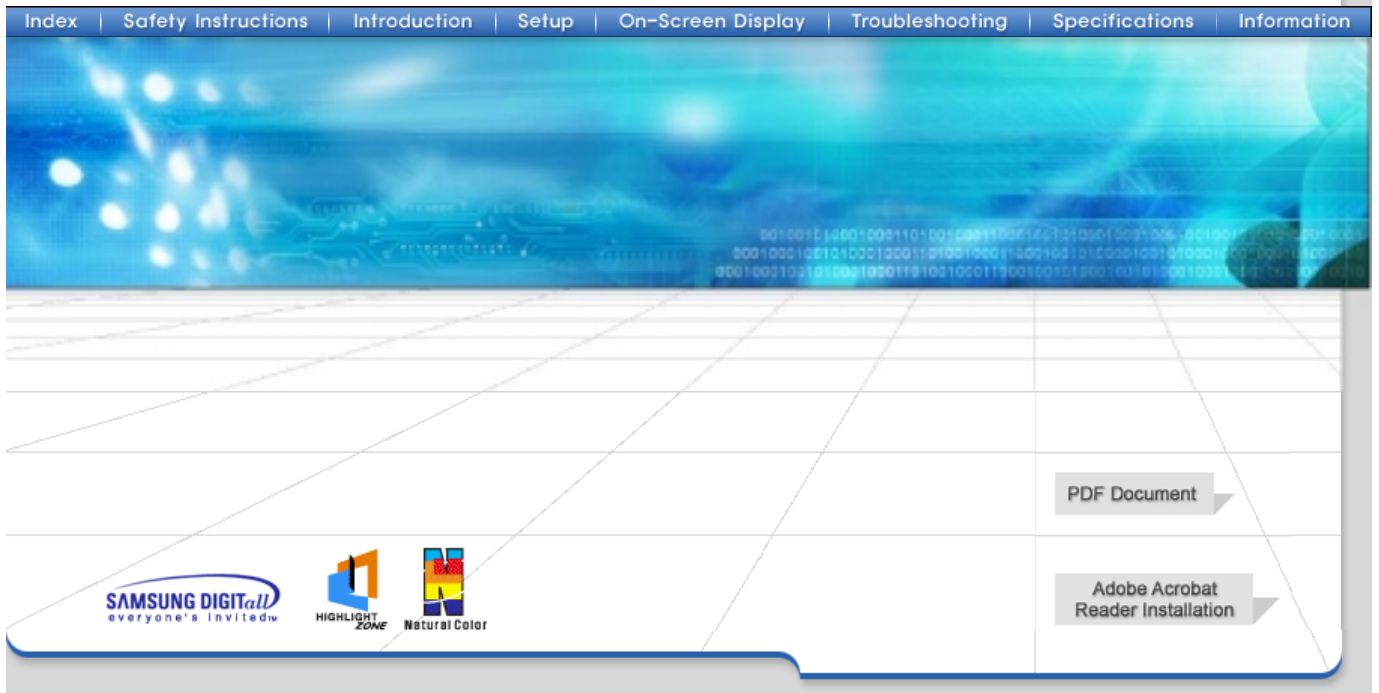 Index | Safety Instructions | Introduction | Setup | On-Screen Display | Troubleshooting | Specifications | Information
PDF Document
Adobe Acrobat
Reader Installation
SAMSUNG DIGITall
everyone's invited™
HIGHLIGHT
ZONE
Natural Color